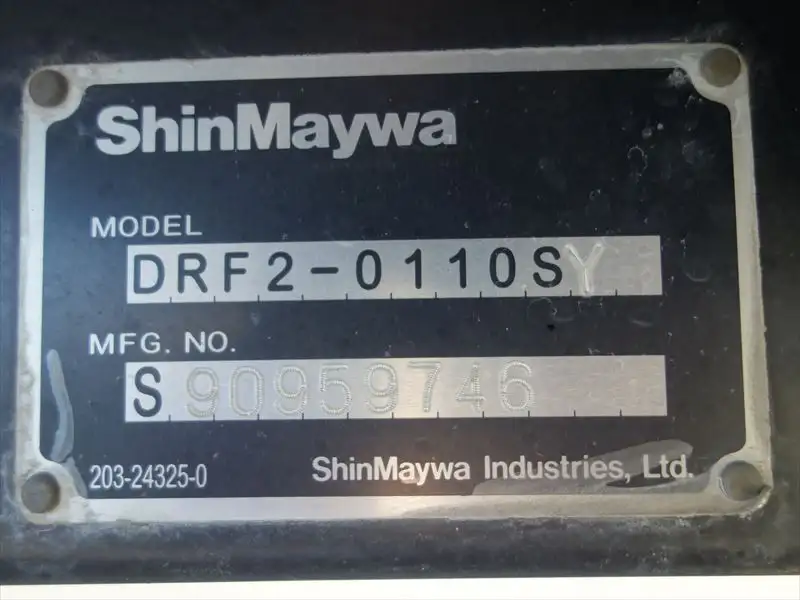 ShinMaywa
MODEL
DRF2-0110SY
MFG. NO.
S 90959746
203-24325-0 ShinMaywa Industries, Ltd.